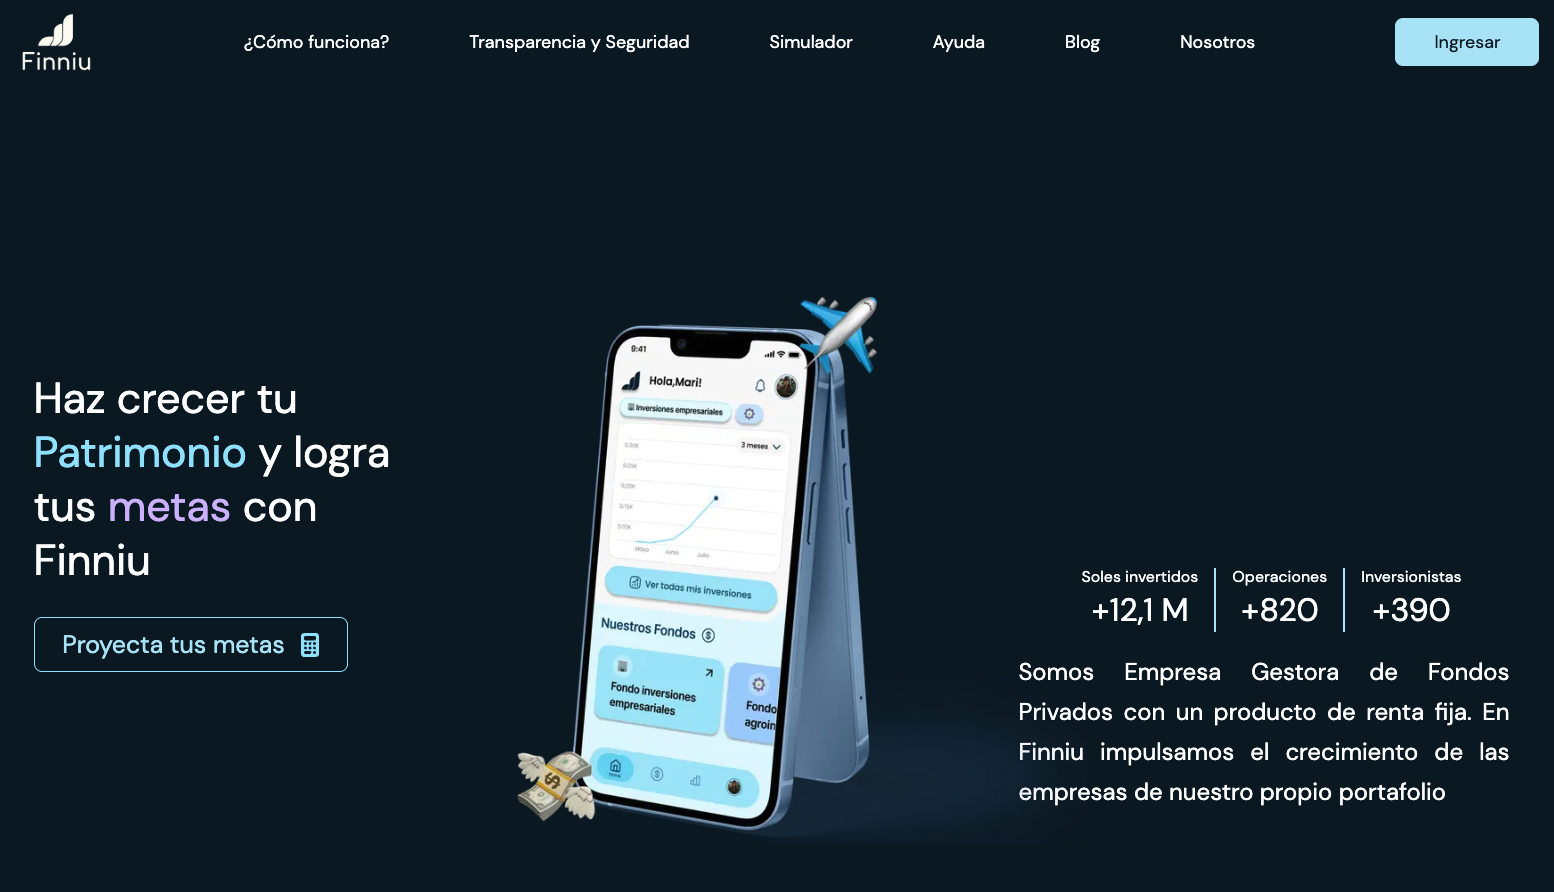 Finniu
¿Cómo funciona?
Transparencia y Seguridad
Simulador
Ayuda
Blog
Nosotros
Ingresar
Haz crecer tu
Patrimonio y logra
tus metas con
Finniu
Proyecta tus metas
9:41
Hola,Mari!
Inversiones empresariales
3 meses
S/30K
S/25K
S/20K
S/15K
S/10K
Mayo Junio Julio
Ver todas mis inversiones
Nuestros Fondos
Fondo inversiones
empresariales
Fondo
agroin
Home
Soles invertidos
+12,1 M
Operaciones
+820
Inversionistas
+390
Somos Empresa Gestora de Fondos
Privados con un producto de renta fija. En
Finniu impulsamos el crecimiento de las
empresas de nuestro propio portafolio